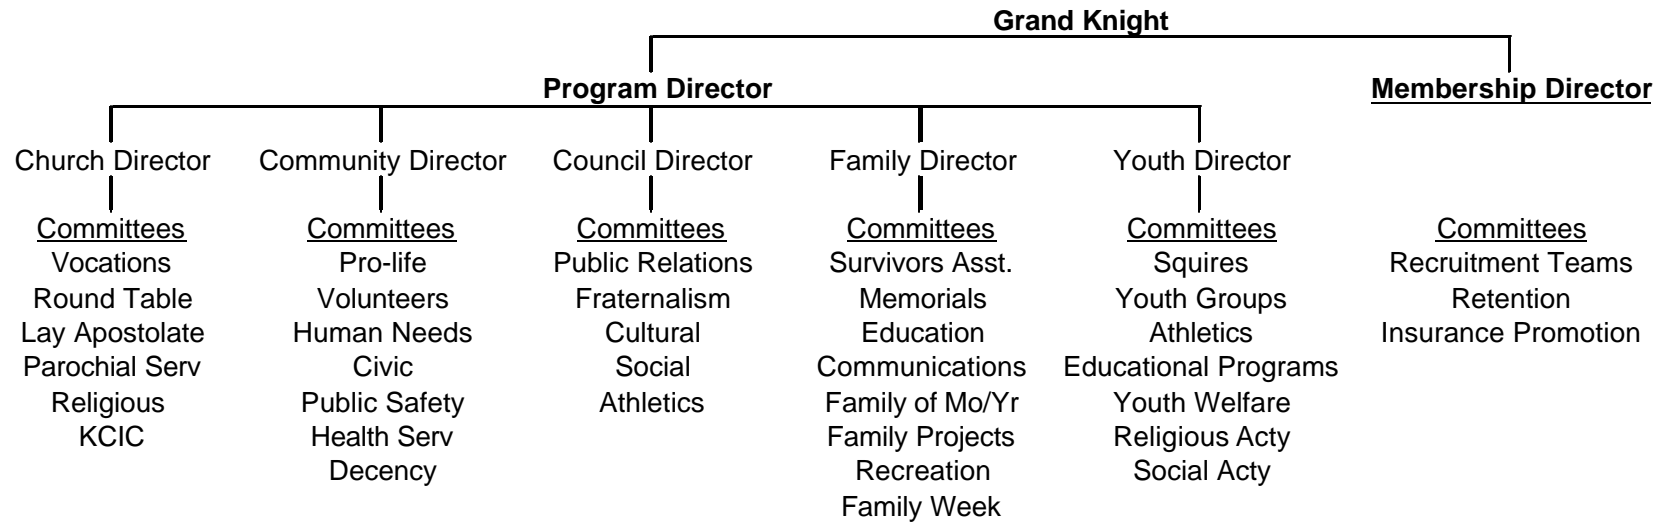 Grand Knight
Program Director
Membership Director
Church Director
Community Director
Council Director
Family Director
Youth Director
Committees
Vocations
Round Table
Lay Apostolate
Parochial Serv
Religious
KCIC
Committees
Pro-life
Volunteers
Human Needs
Civic
Public Safety
Health Serv
Decency
Committees
Public Relations
Fraternalism
Cultural
Social
Athletics
Committees
Survivors Asst.
Memorials
Education
Communications
Family of Mo/Yr
Family Projects
Recreation
Family Week
Committees
Squires
Youth Groups
Athletics
Educational Programs
Youth Welfare
Religious Acty
Social Acty
Committees
Recruitment Teams
Retention
Insurance Promotion